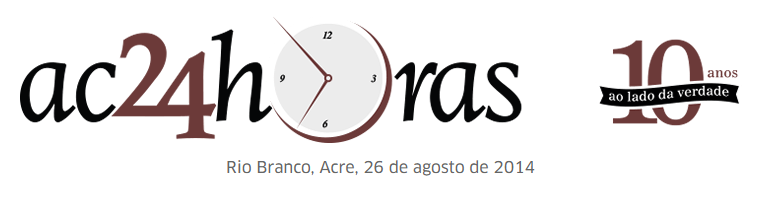 ac24horas
12
9
3
6
10 anos
ao lado da verdade
Rio Branco, Acre, 26 de agosto de 2014